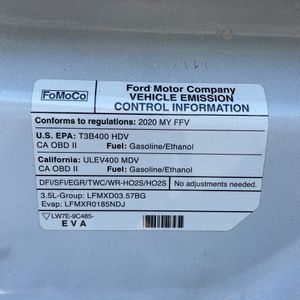 FoMoCo
Ford Motor Company
VEHICLE EMISSION
CONTROL INFORMATION
Conforms to regulations: 2020 MY FFV
U.S. EPA: T3B400 HDV
CA OBD II Fuel: Gasoline/Ethanol
California: ULEV400 MDV
CA OBD II Fuel: Gasoline/Ethanol
DFI/SFI/EGR/TWC/WR-HO2S/HO2S No adjustments needed.
3.5L-Group: LFMXD03.57BG
Evap: LFMXR0185NDJ
LW7E-9C485-
E V A